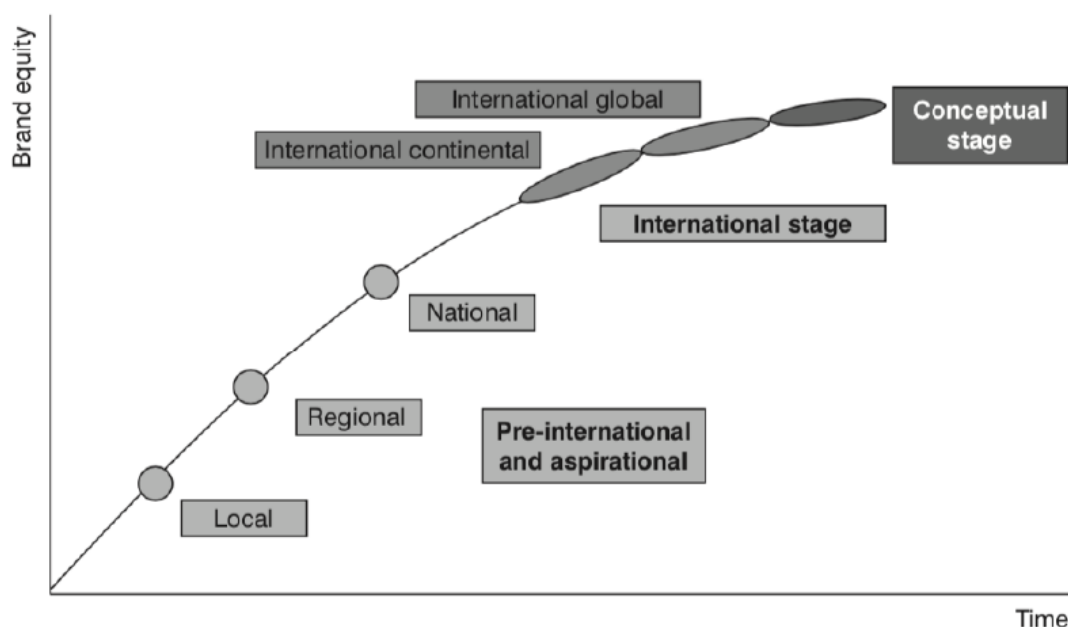 Brand equity
International global
International continental
Conceptual
stage
International stage
National
Regional
Pre-international
and aspirational
Local
Time